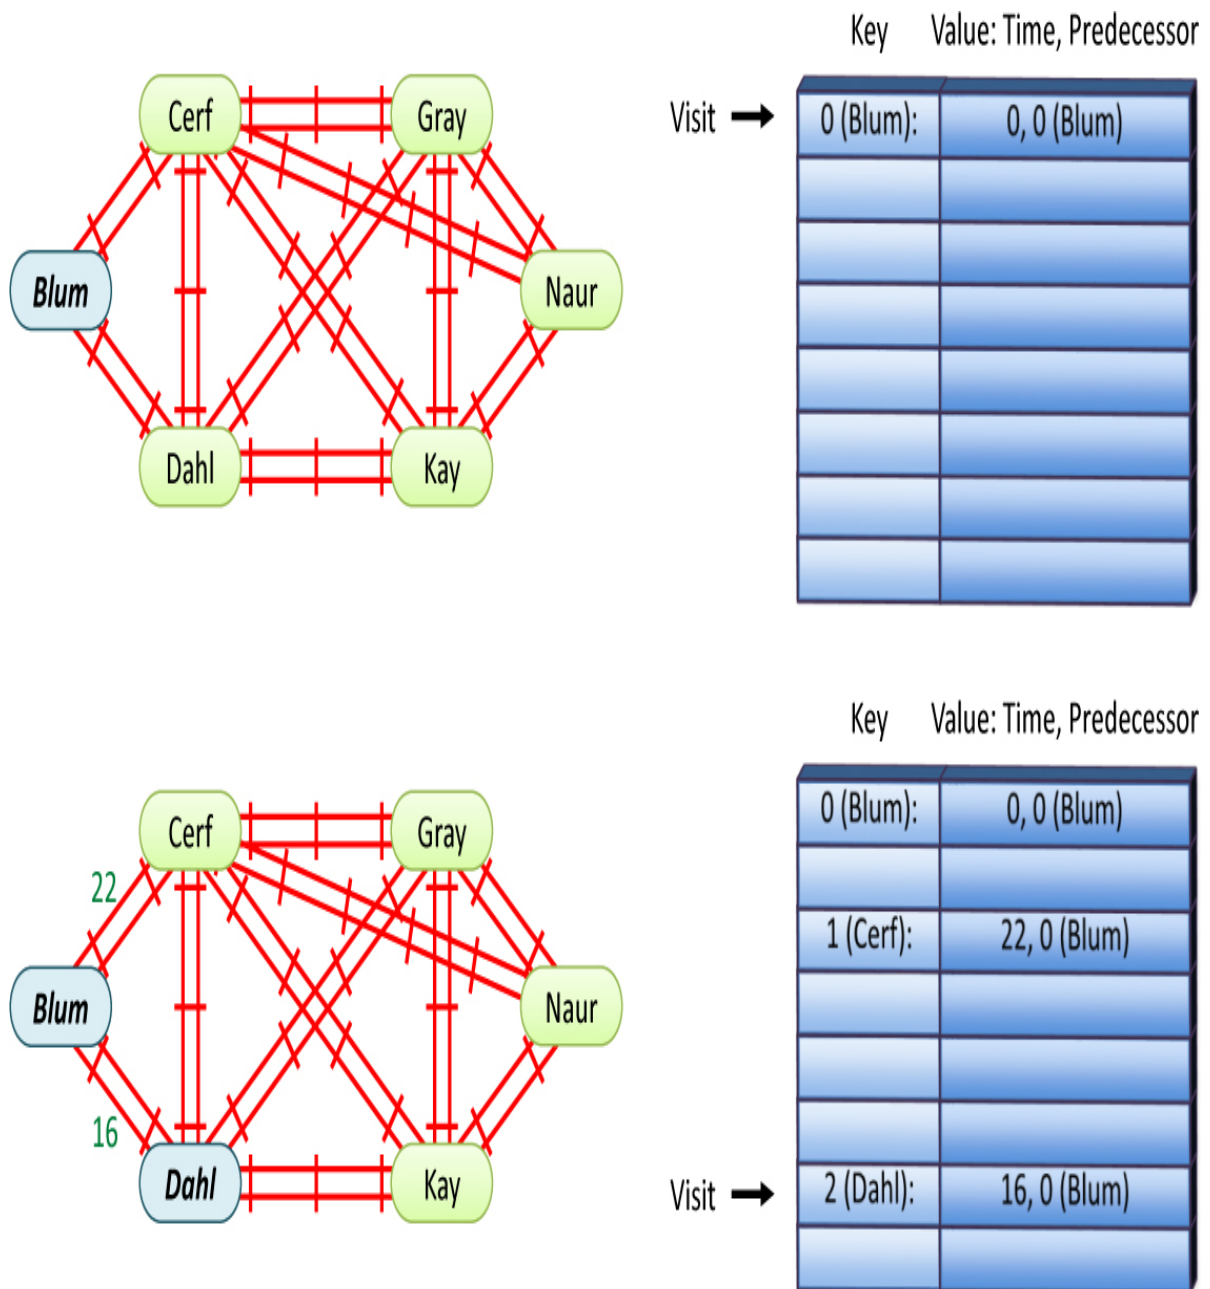 Key Value: Time, Predecessor
Cerf Gray
Visit 0 (Blum): 0, 0 (Blum)
Blum Naur
Dahl Kay
Key Value: Time, Predecessor
Cerf Gray
0 (Blum): 0, 0 (Blum)
22
1 (Cerf): 22, 0 (Blum)
Blum Naur
16
Dahl Kay
Visit 2 (Dahl): 16, 0 (Blum)